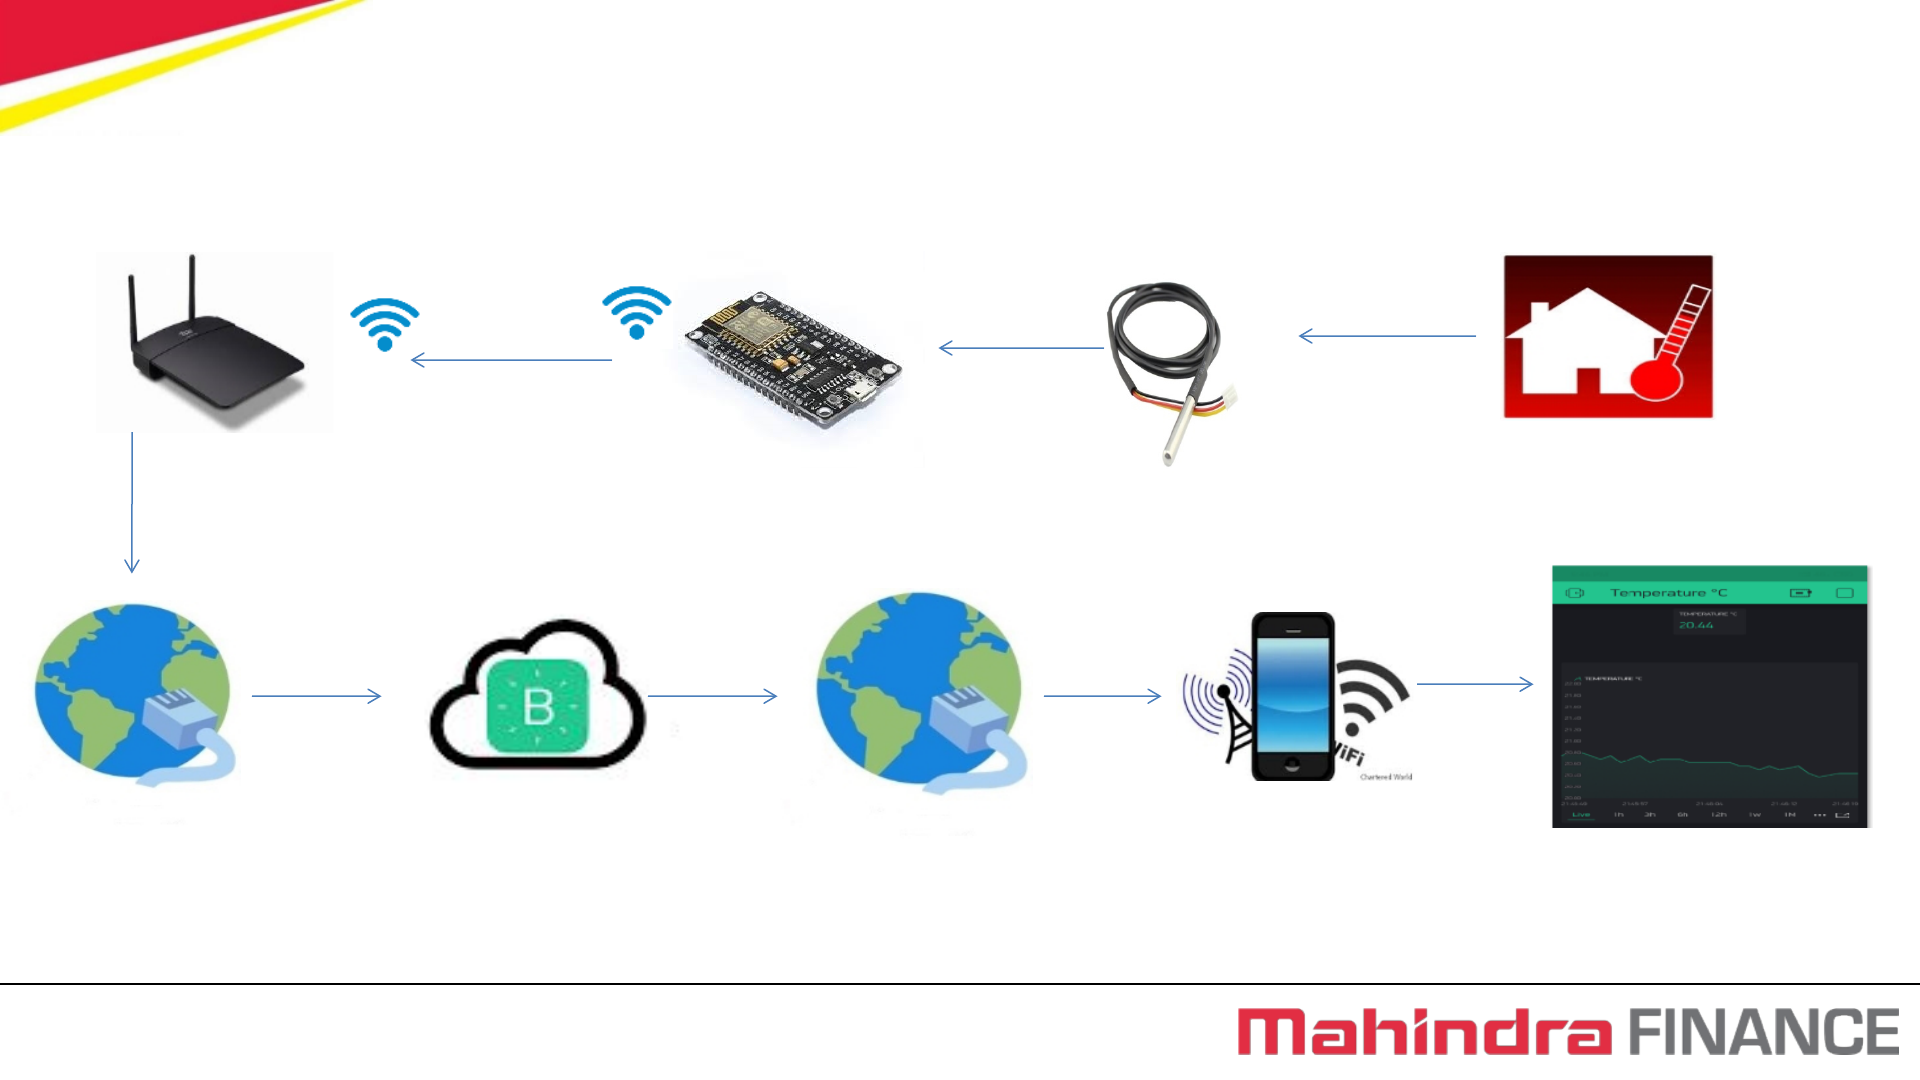 B
WiFi
Chartered World
Temperature °C
TEMPERATURE °C
20.44
TEMPERATURE °C
Live 1h 3h 6h 12h 1w 1M
Mahindra FINANCE